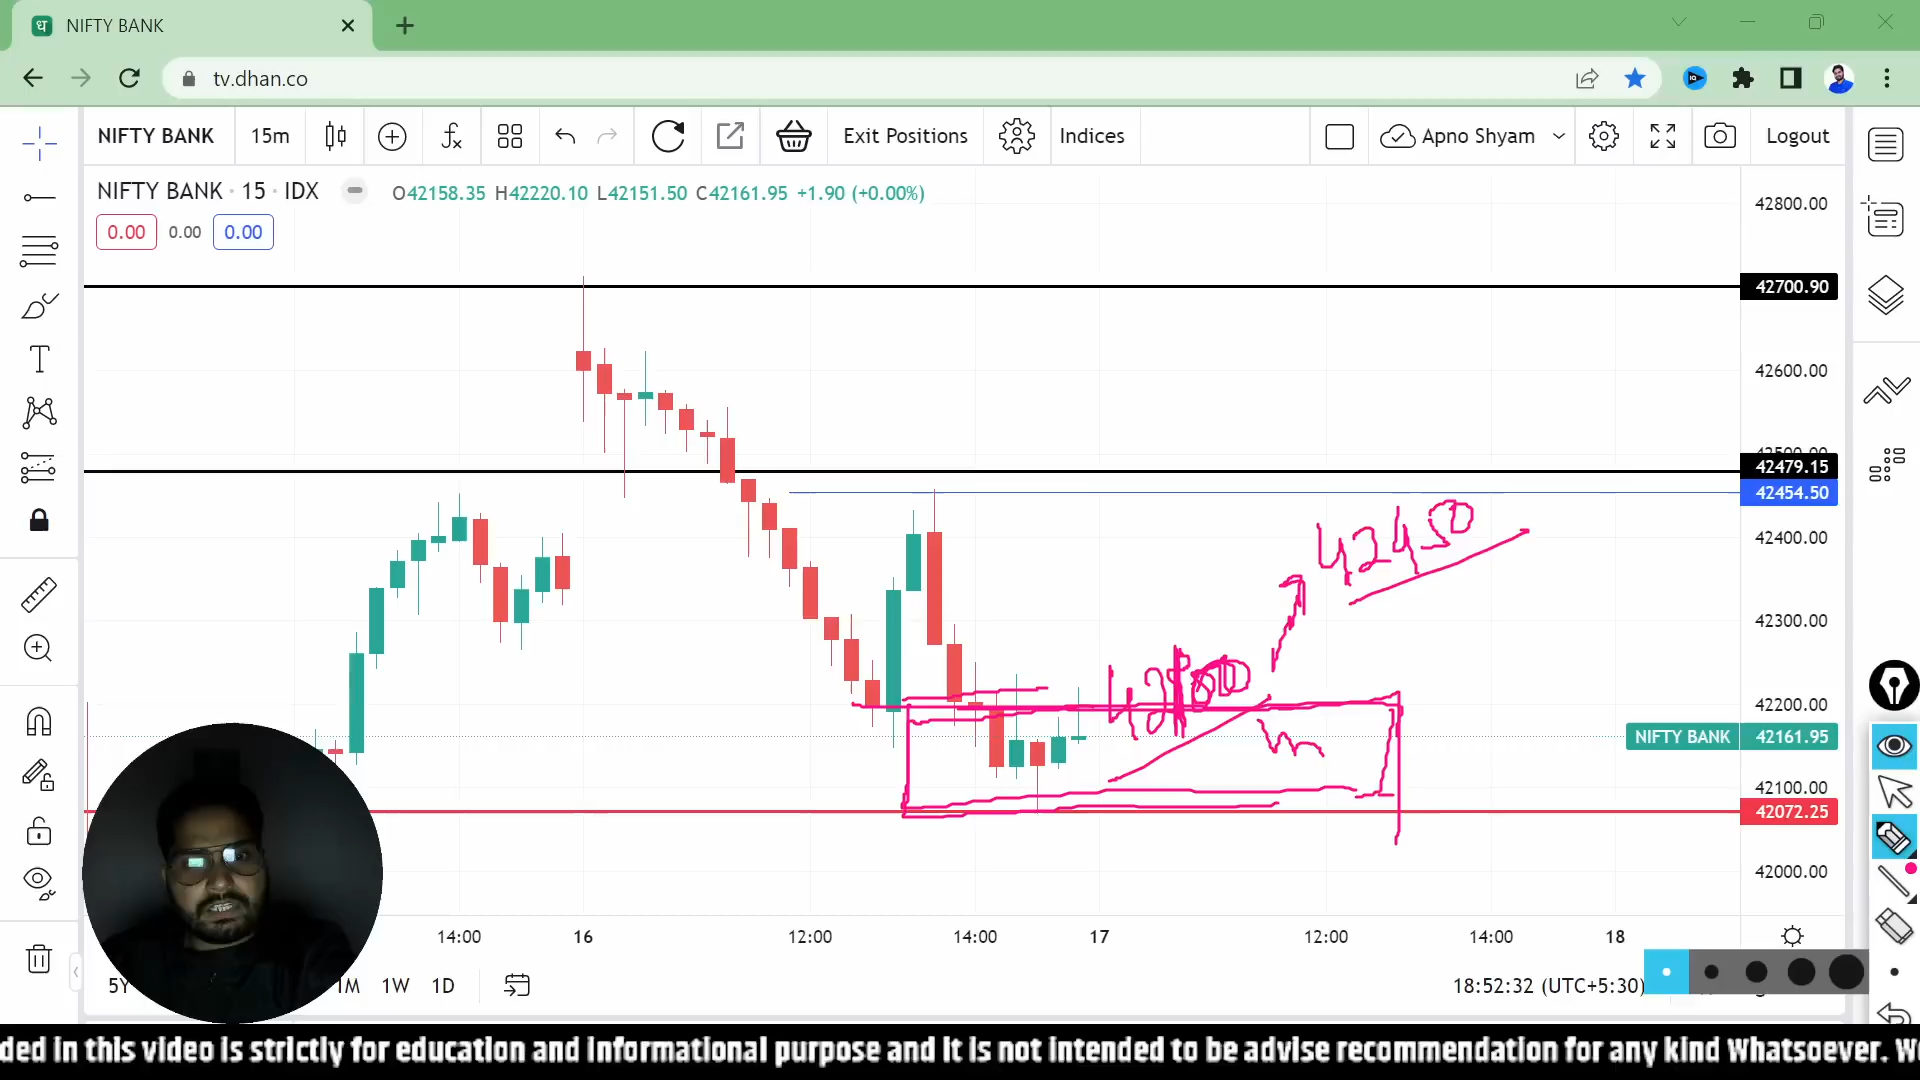 NIFTY BANK
tv.dhan.co
NIFTY BANK 15m Exit Positions Indices Apno Shyam Logout
NIFTY BANK · 15 · IDX O42158.35 H42220.10 L42151.50 C42161.95 +1.90 (+0.00%)
0.00 0.00 0.00
42800.00
42700.90
42600.00
42479.15
42454.50
42450
42400.00
42300.00
42200.00
NIFTY BANK 42161.95
42100.00
42072.25
42000.00
14:00 16 12:00 14:00 17 12:00 14:00 18
5Y 1M 1W 1D 18:52:32 (UTC+5:30)
ded in this video is strictly for education and informational purpose and it is not intended to be advise recommendation for any kind Whatsoever. We